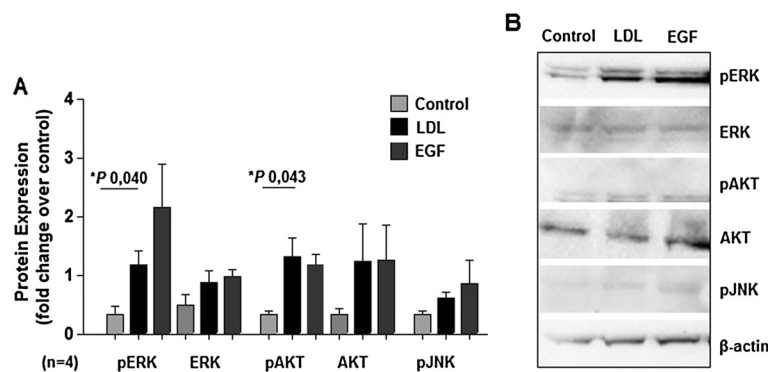 A
Protein Expression
(fold change over control)
4
3
2
1
0
Control
LDL
EGF
*P 0,040
*P 0,043
(n=4)
pERK
ERK
pAKT
AKT
pJNK
B
Control LDL EGF
pERK
ERK
pAKT
AKT
pJNK
β-actin